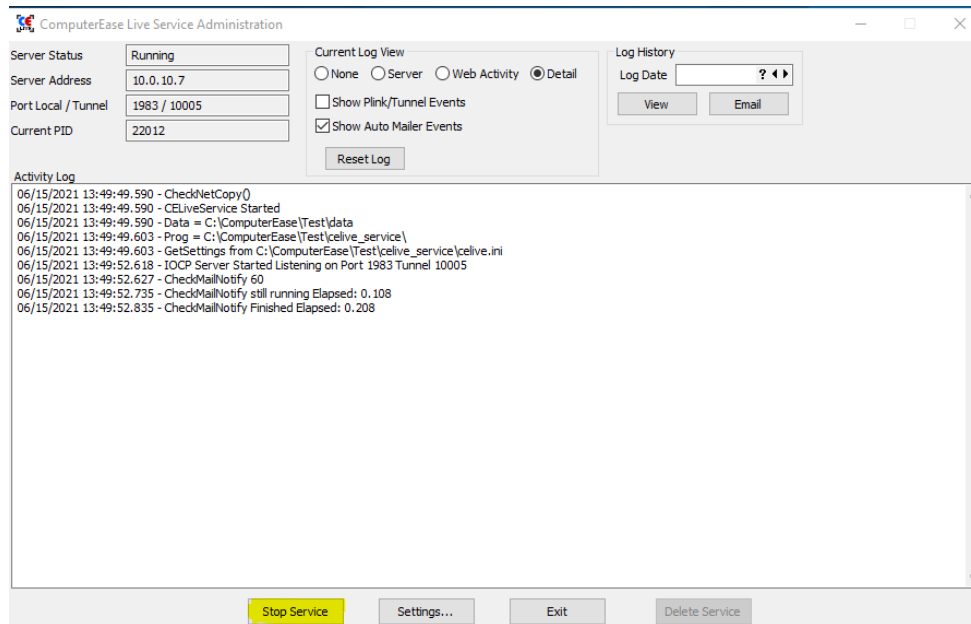 ComputerEase Live Service Administration
Server Status Running
Server Address 10.0.10.7
Port Local / Tunnel 1983 / 10005
Current PID 22012
Current Log View
None Server Web Activity Detail
Show Plink/Tunnel Events
Show Auto Mailer Events
Reset Log
Log History
Log Date ?
View Email
Activity Log
06/15/2021 13:49:49.590 - CheckNetCopy()
06/15/2021 13:49:49.590 - CELiveService Started
06/15/2021 13:49:49.590 - Data = C:\ComputerEase\Test\data
06/15/2021 13:49:49.603 - Prog = C:\ComputerEase\Test\celive_service\
06/15/2021 13:49:49.603 - GetSettings from C:\ComputerEase\Test\celive_service\celive.ini
06/15/2021 13:49:52.618 - IOCP Server Started Listening on Port 1983 Tunnel 10005
06/15/2021 13:49:52.627 - CheckMailNotify 60
06/15/2021 13:49:52.735 - CheckMailNotify still running Elapsed: 0.108
06/15/2021 13:49:52.835 - CheckMailNotify Finished Elapsed: 0.208
Stop Service Settings... Exit Delete Service